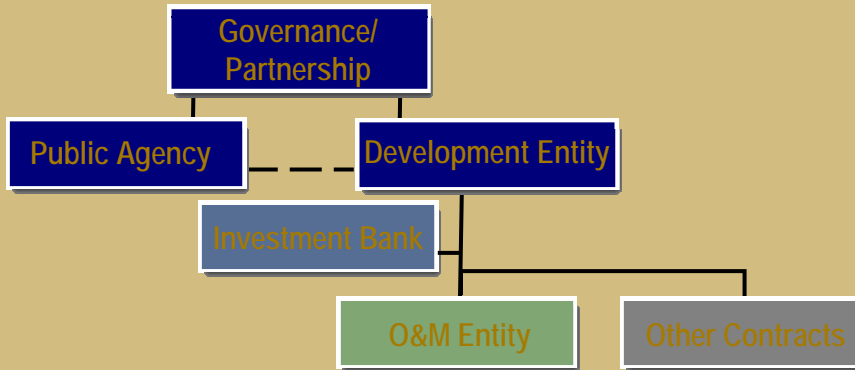 Governance/
Partnership
Public Agency
Development Entity
Investment Bank
O&M Entity
Other Contracts